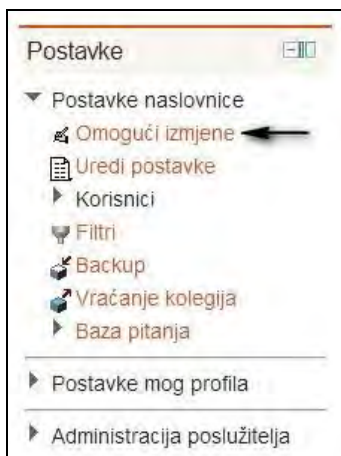 Postavke
Postavke naslovnice
Omogući izmjene
Uredi postavke
Korisnici
Filtri
Backup
Vraćanje kolegija
Baza pitanja
Postavke mog profila
Administracija poslužitelja